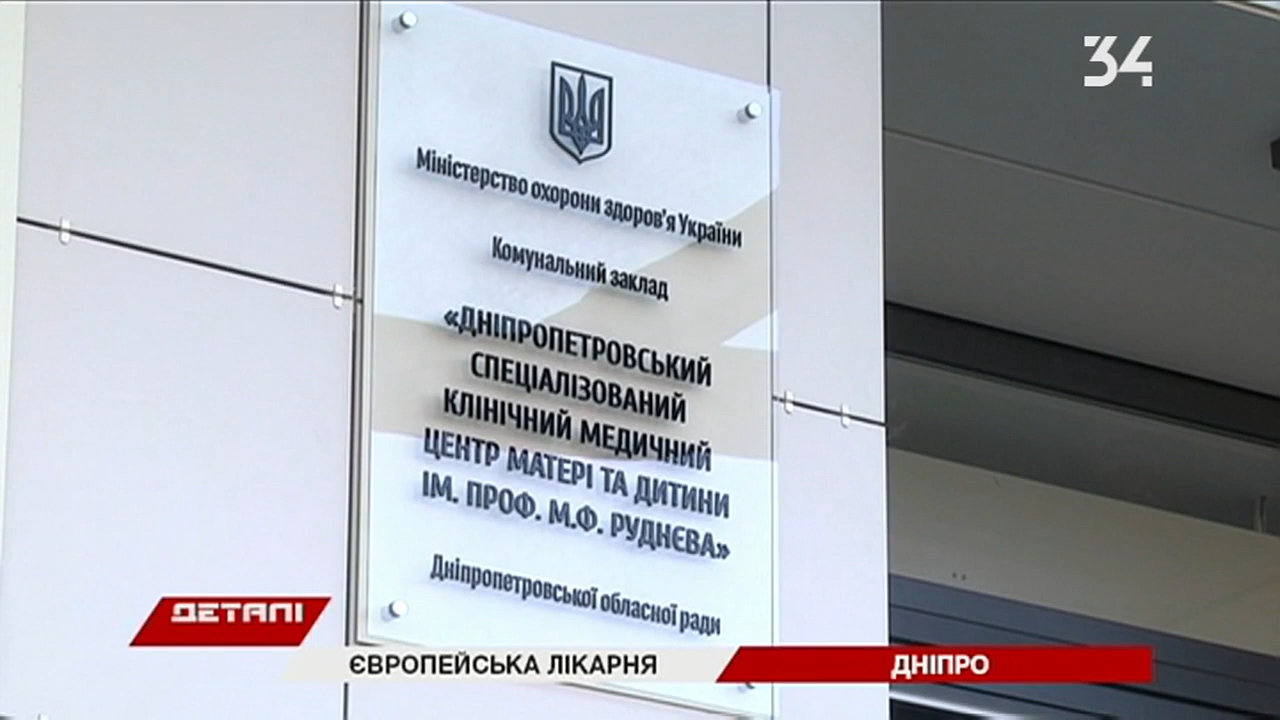 34
Міністерство охорони здоров'я України
Комунальний заклад
«ДНІПРОПЕТРОВСЬКИЙ
СПЕЦІАЛІЗОВАНИЙ
КЛІНІЧНИЙ МЕДИЧНИЙ
ЦЕНТР МАТЕРІ ТА ДИТИНИ
ІМ. ПРОФ. М.Ф. РУДНЄВА»
Дніпропетровської обласної ради
ДЕТАЛІ
ЄВРОПЕЙСЬКА ЛІКАРНЯ
ДНІПРО